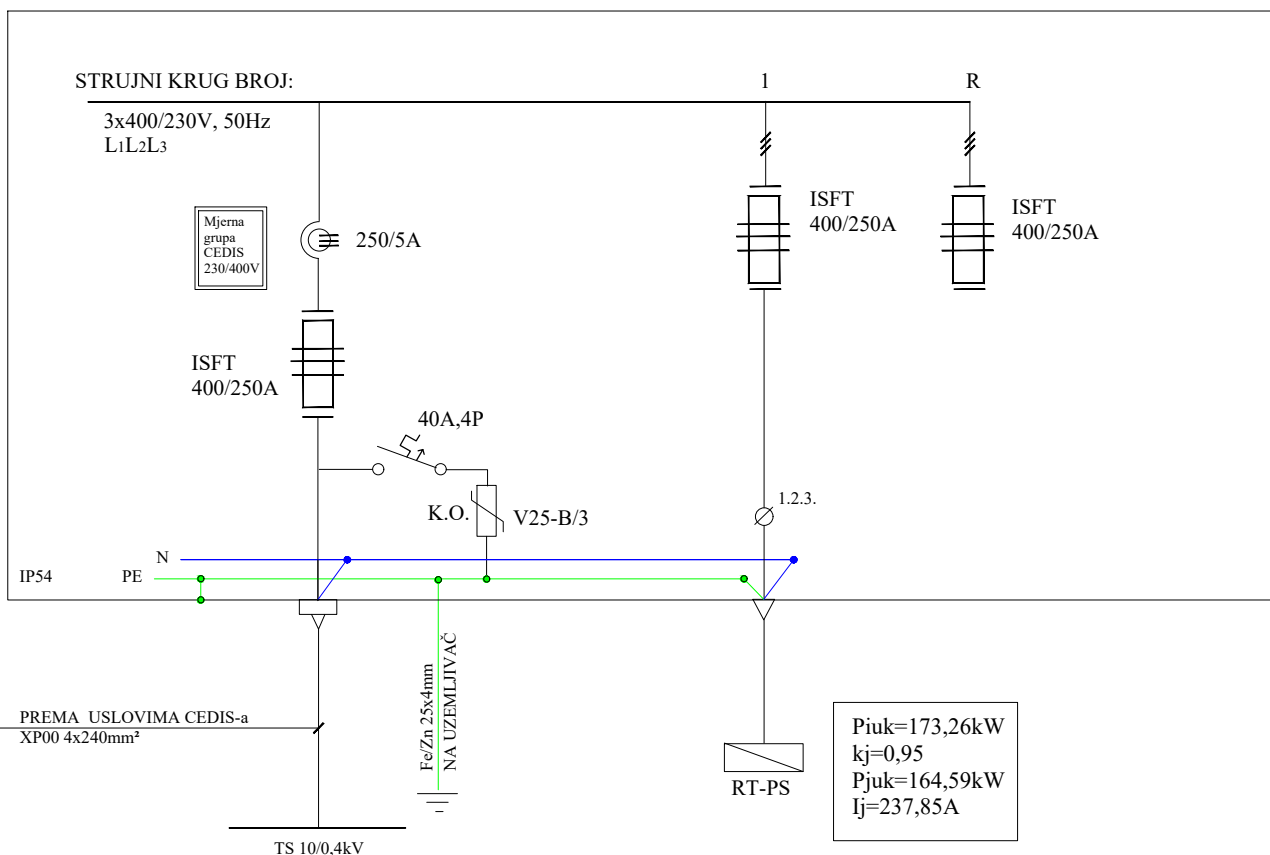 STRUJNI KRUG BROJ:
1
R
3x400/230V, 50Hz
L1L2L3
Mjerna
grupa
CEDIS
230/400V
250/5A
ISFT
400/250A
ISFT
400/250A
ISFT
400/250A
40A,4P
K.O.
V25-B/3
1.2.3.
N
IP54
PE
Fe/Zn 25x4mm
NA UZEMLJIVAČ
PREMA USLOVIMA CEDIS-a
XP00 4x240mm²
RT-PS
Piuk=173,26kW
kj=0,95
Pjuk=164,59kW
Ij=237,85A
TS 10/0,4kV